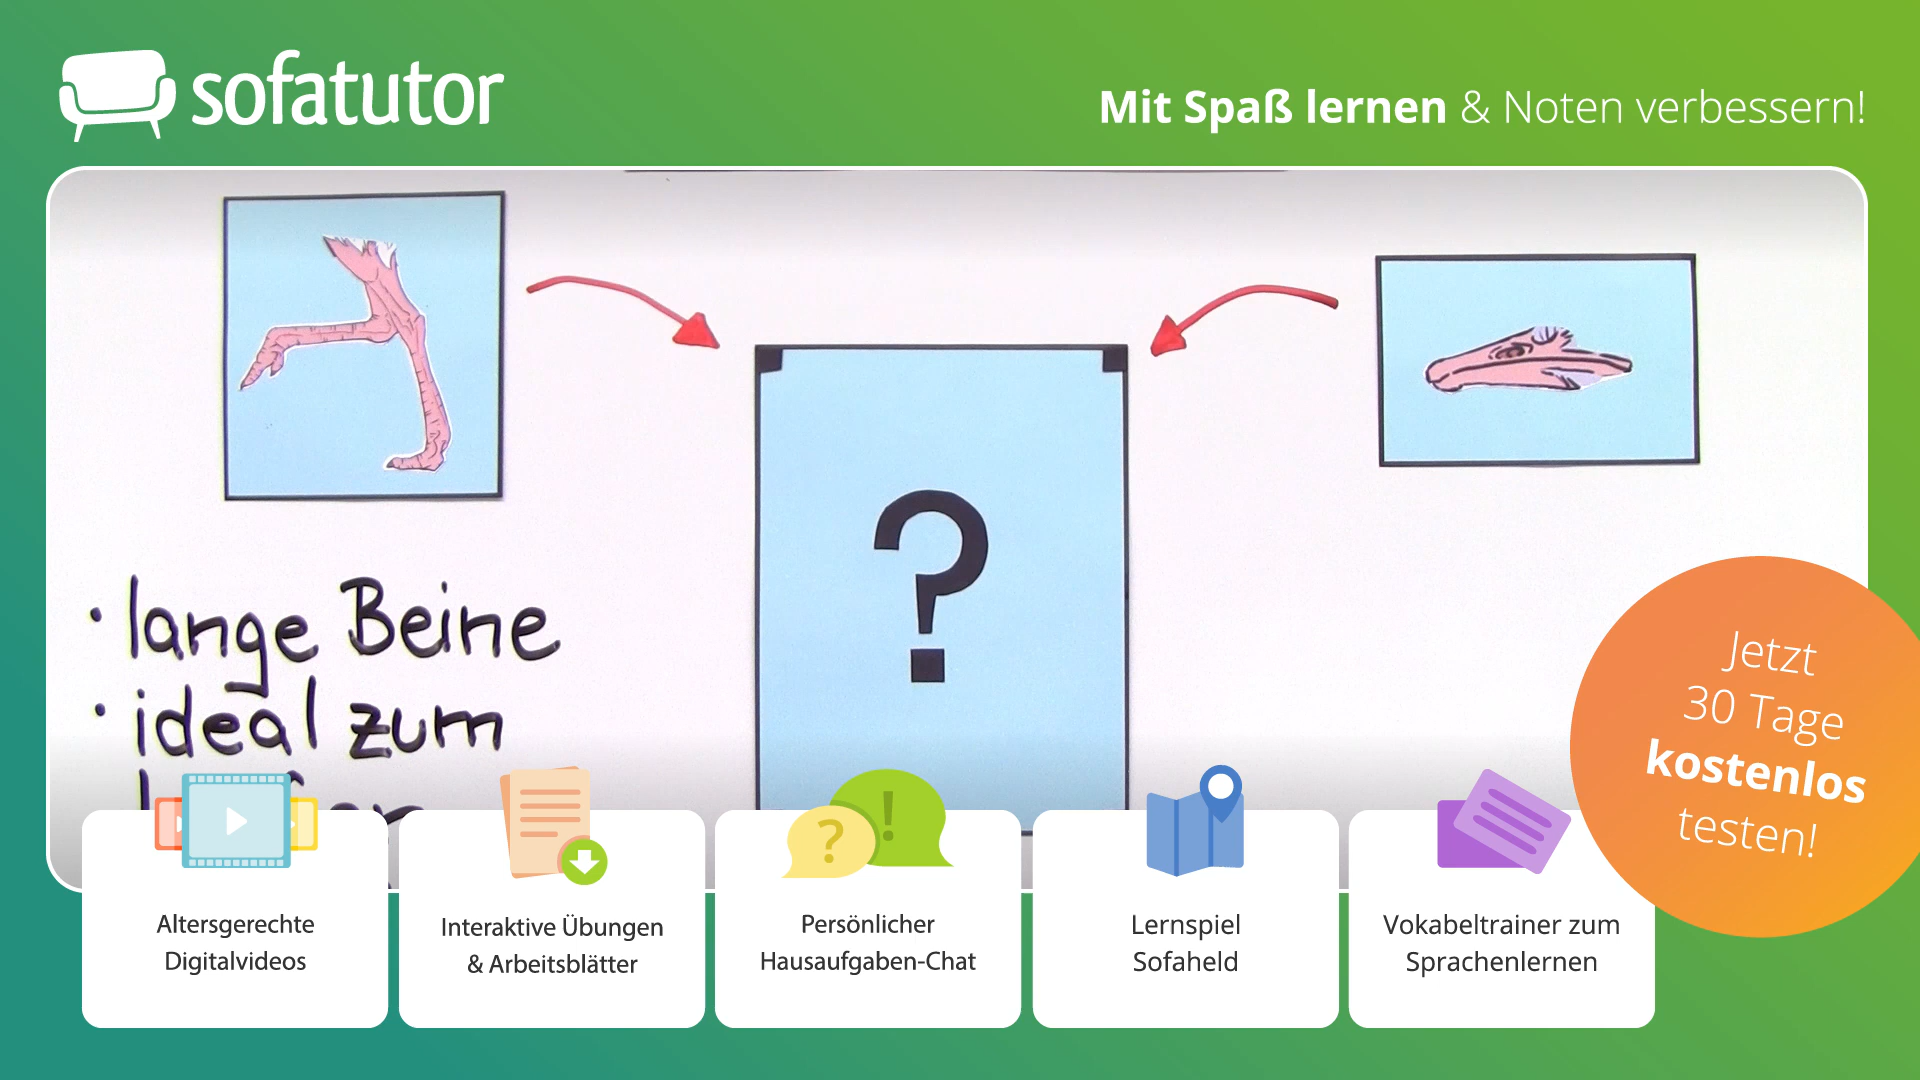 sofatutor
Mit Spaß lernen & Noten verbessern!
?
• lange Beine
• ideal zum
Jetzt
30 Tage
kostenlos
testen!
? !
Altersgerechte
Digitalvideos
Interaktive Übungen
& Arbeitsblätter
Persönlicher
Hausaufgaben-Chat
Lernspiel
Sofaheld
Vokabeltrainer zum
Sprachenlernen